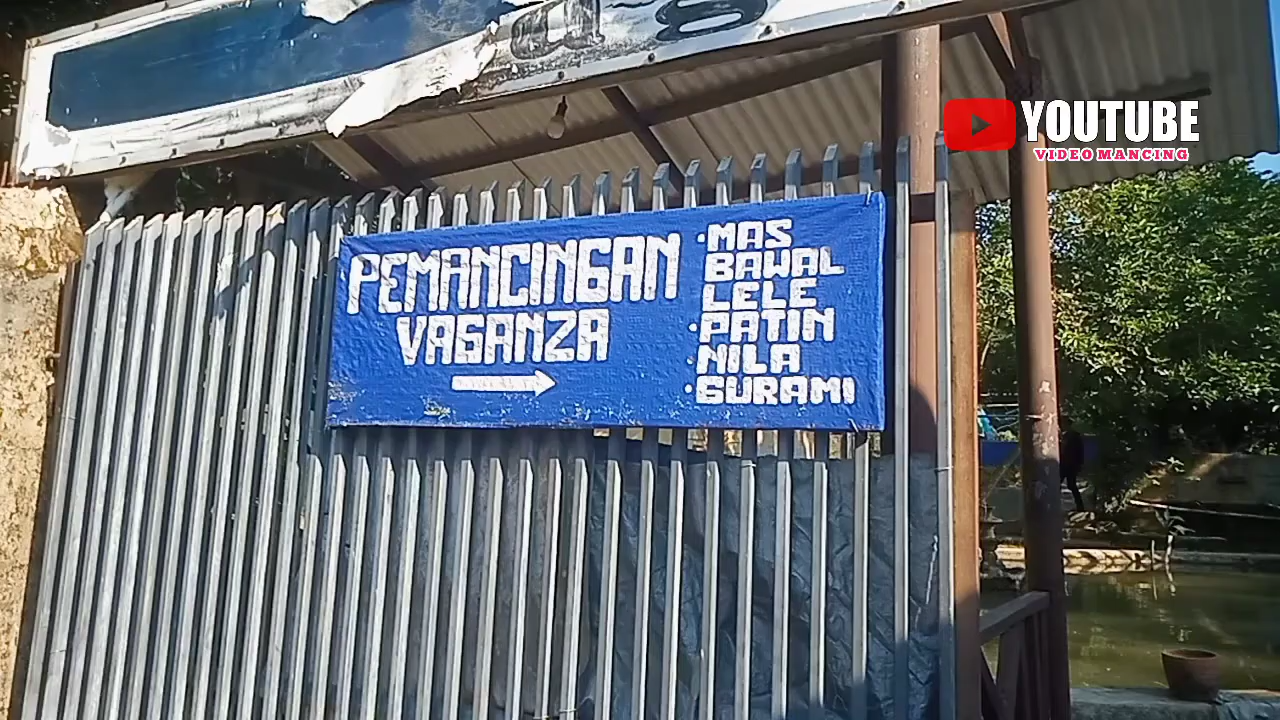 YOUTUBE
VIDEO MANCING
PEMANCINGAN
VAGANZA
·MAS
BAWAL
LELE
·PATIN
·NILA
·GURAMI